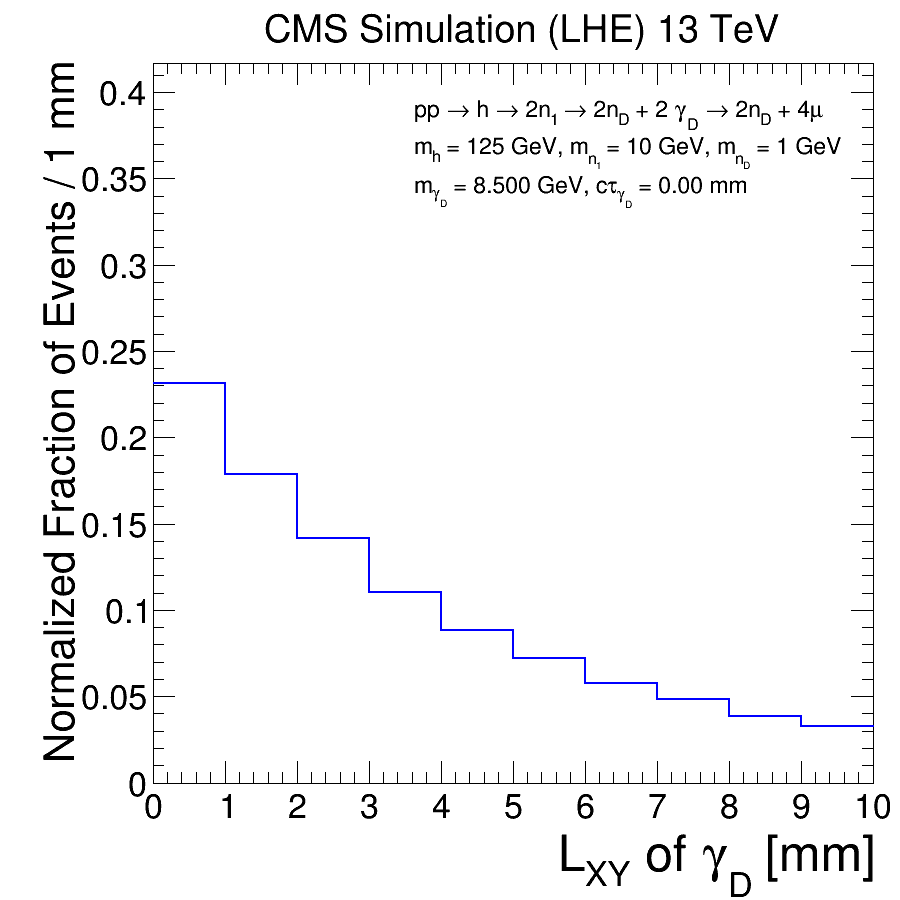 CMS Simulation (LHE) 13 TeV
pp → h → 2n₁ → 2n_D + 2 γ_D → 2n_D + 4μ
m_h = 125 GeV, m_n₁ = 10 GeV, m_n_D = 1 GeV
m_γ_D = 8.500 GeV, cτ_γ_D = 0.00 mm
Normalized Fraction of Events / 1 mm
0.4
0.35
0.3
0.25
0.2
0.15
0.1
0.05
0
0 1 2 3 4 5 6 7 8 9 10
L_XY of γ_D [mm]